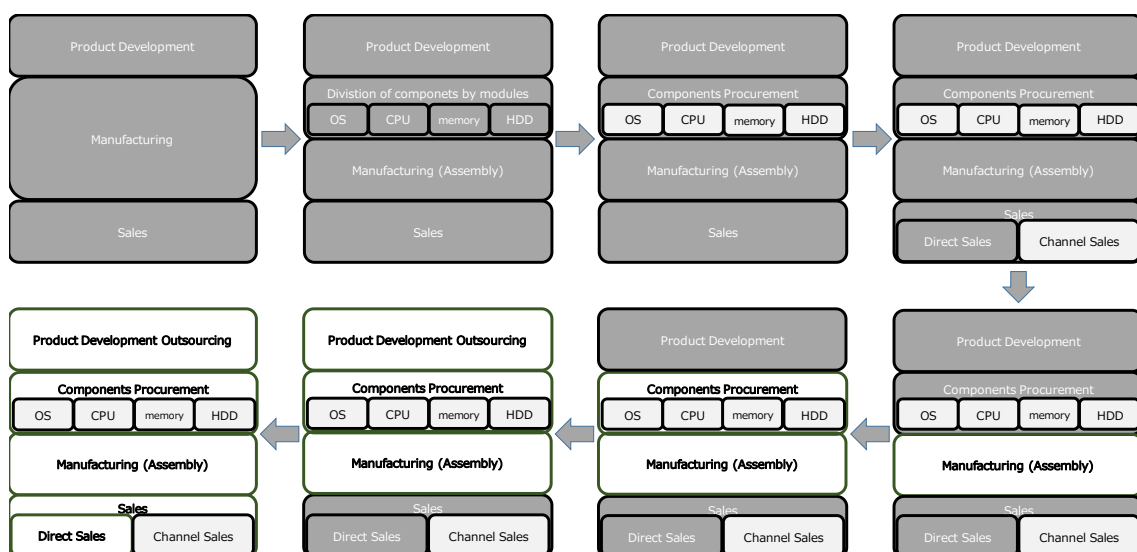 Product Development
Manufacturing
Sales
Product Development
Divistion of componets by modules
OS CPU memory HDD
Manufacturing (Assembly)
Sales
Product Development
Components Procurement
OS CPU memory HDD
Manufacturing (Assembly)
Sales
Product Development
Components Procurement
OS CPU memory HDD
Manufacturing (Assembly)
Sales
Direct Sales Channel Sales
Product Development
Components Procurement
OS CPU memory HDD
Manufacturing (Assembly)
Sales
Direct Sales Channel Sales
Product Development
Components Procurement
OS CPU memory HDD
Manufacturing (Assembly)
Sales
Direct Sales Channel Sales
Product Development Outsourcing
Components Procurement
OS CPU memory HDD
Manufacturing (Assembly)
Sales
Direct Sales Channel Sales
Product Development Outsourcing
Components Procurement
OS CPU memory HDD
Manufacturing (Assembly)
Sales
Direct Sales Channel Sales